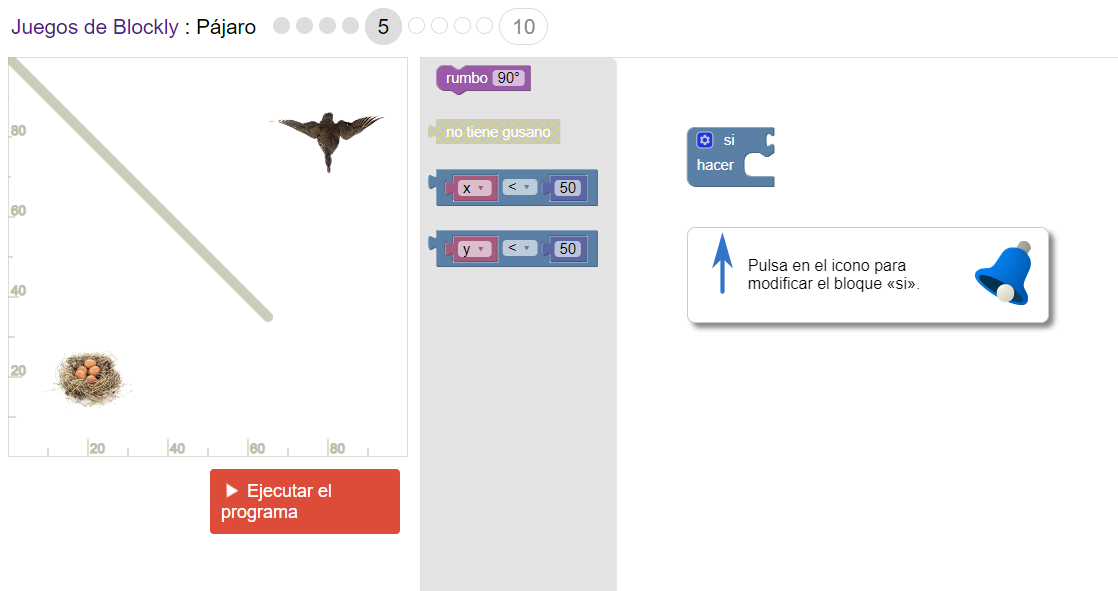 Juegos de Blockly : Pájaro 5 10
80
60
40
20
20 40 60 80
Ejecutar el
programa
rumbo 90°
no tiene gusano
x < 50
y < 50
si
hacer
Pulsa en el icono para
modificar el bloque «si».